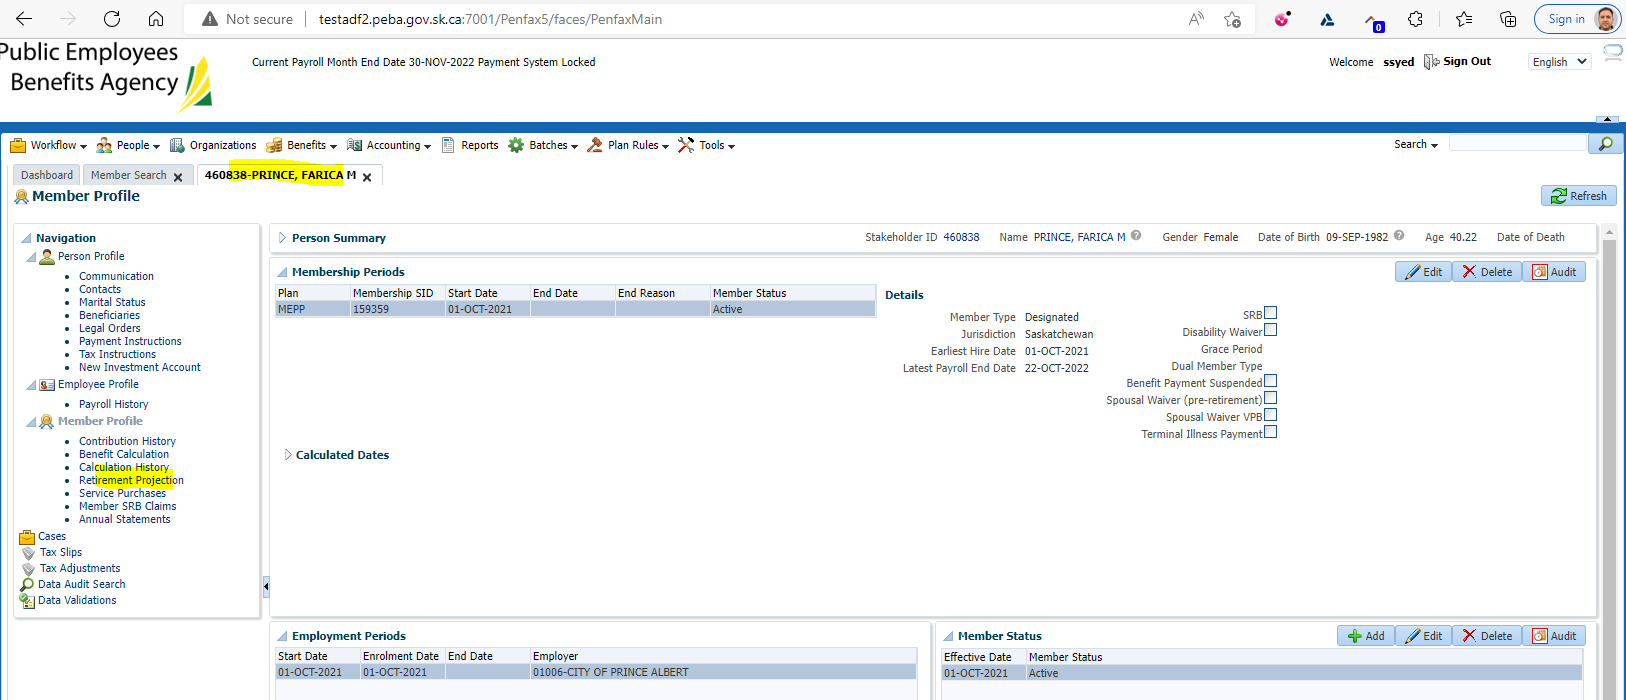 Not secure testadf2.peba.gov.sk.ca:7001/Penfax5/faces/PenfaxMain Sign in
0
Public Employees
Benefits Agency
Current Payroll Month End Date 30-NOV-2022 Payment System Locked
Welcome ssyed Sign Out English
Workflow People Organizations Benefits Accounting Reports Batches Plan Rules Tools Search
Dashboard Member Search 460838-PRINCE, FARICA M
Member Profile Refresh
Navigation
Person Profile
Communication
Contacts
Marital Status
Beneficiaries
Legal Orders
Payment Instructions
Tax Instructions
New Investment Account
Employee Profile
Payroll History
Member Profile
Contribution History
Benefit Calculation
Calculation History
Retirement Projection
Service Purchases
Member SRB Claims
Annual Statements
Cases
Tax Slips
Tax Adjustments
Data Audit Search
Data Validations
Person Summary Stakeholder ID 460838 Name PRINCE, FARICA M Gender Female Date of Birth 09-SEP-1982 Age 40.22 Date of Death
Membership Periods Edit Delete Audit
Plan Membership SID Start Date End Date End Reason Member Status
MEPP 159359 01-OCT-2021 Active
Details
Member Type Designated
Jurisdiction Saskatchewan
Earliest Hire Date 01-OCT-2021
Latest Payroll End Date 22-OCT-2022
SRB
Disability Waiver
Grace Period
Dual Member Type
Benefit Payment Suspended
Spousal Waiver (pre-retirement)
Spousal Waiver VPB
Terminal Illness Payment
Calculated Dates
Employment Periods
Start Date Enrolment Date End Date Employer
01-OCT-2021 01-OCT-2021 01006-CITY OF PRINCE ALBERT
Member Status Add Edit Delete Audit
Effective Date Member Status
01-OCT-2021 Active